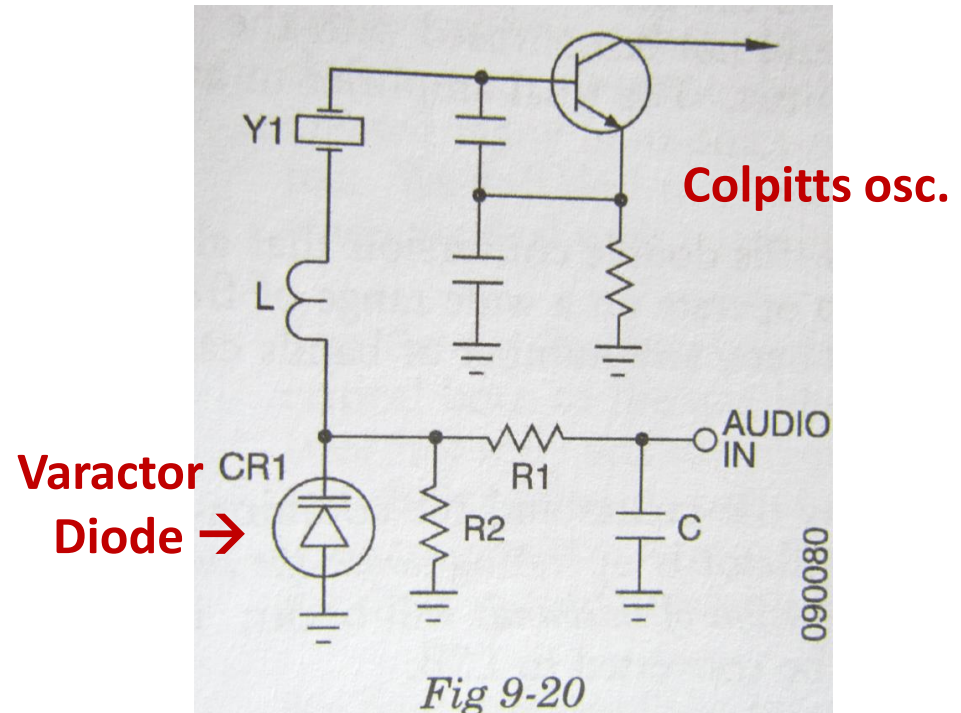 Y1
Colpitts osc.
L
AUDIO
IN
R1
Varactor
Diode →
CR1
R2
C
090080
Fig 9-20